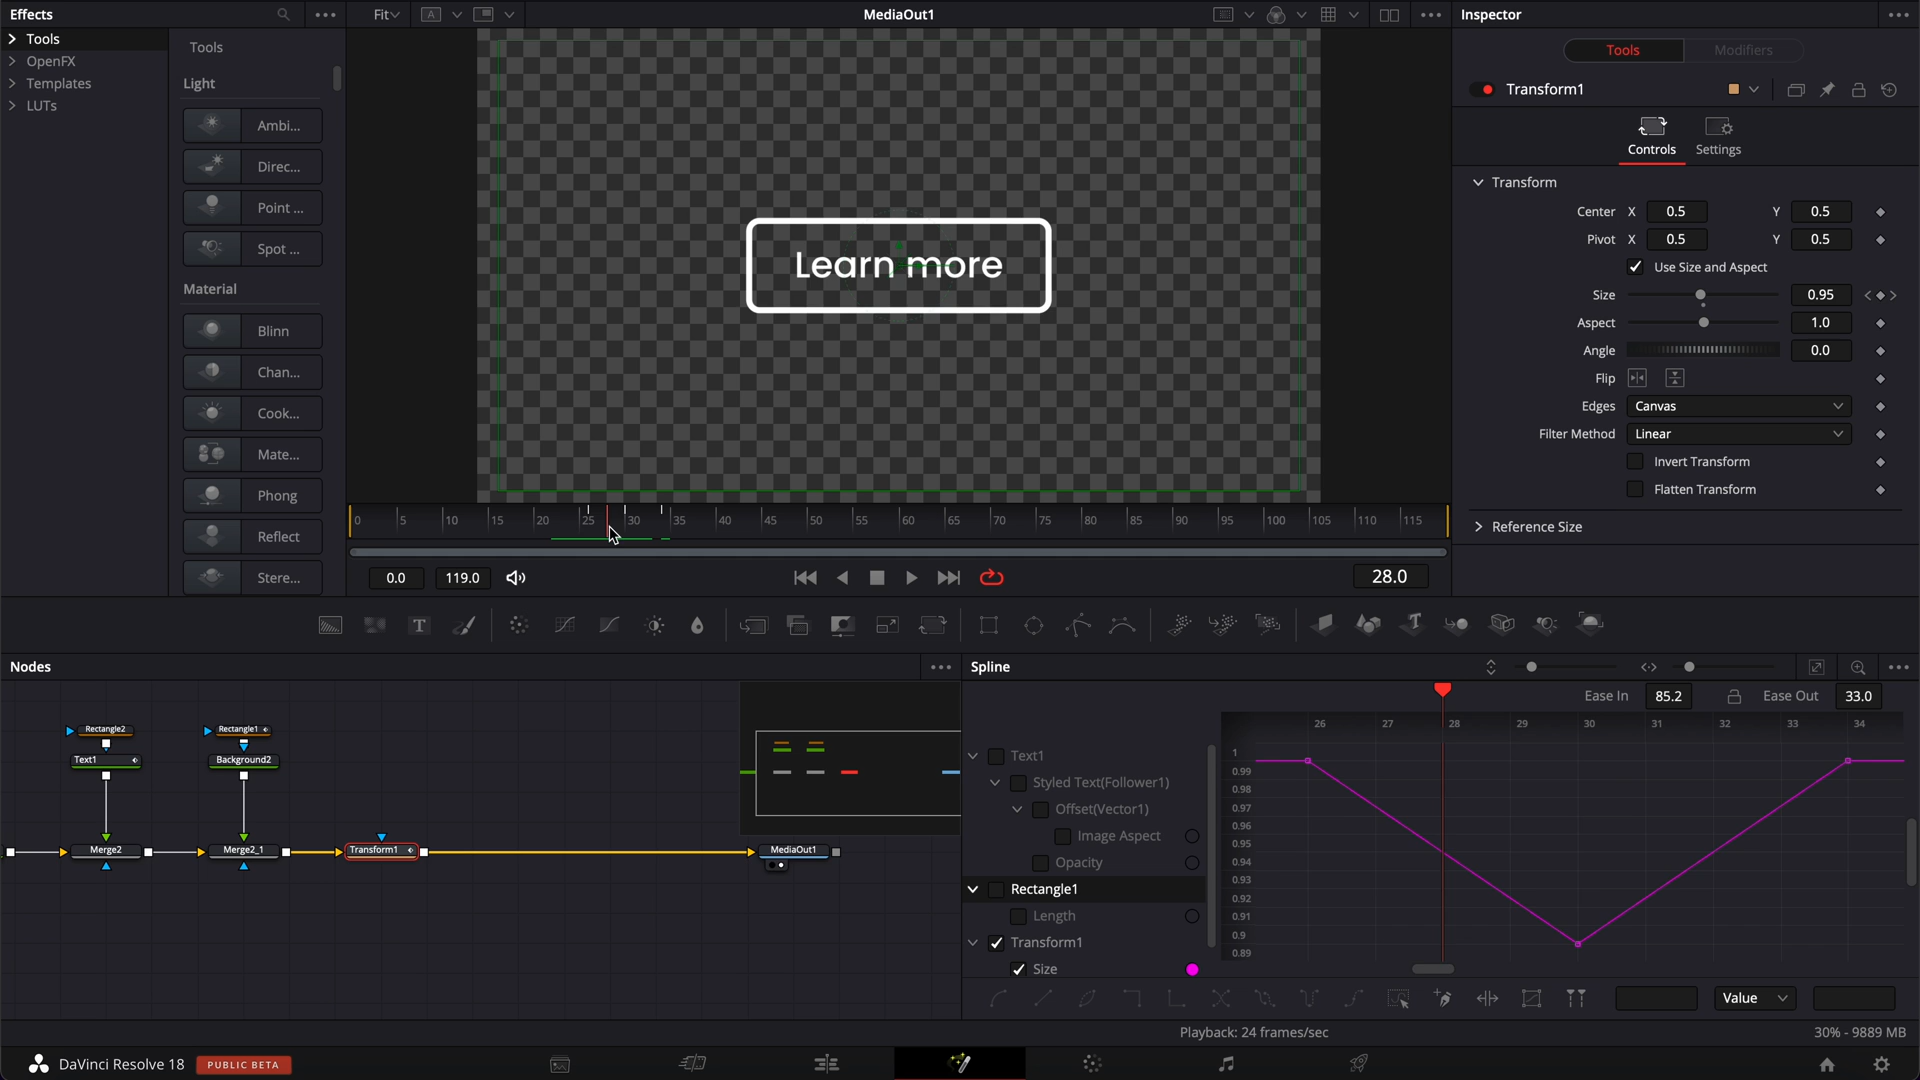 Effects
Fit
A
MediaOut1
Inspector
Tools
OpenFX
Templates
LUTs
Tools
Light
Ambi...
Direc...
Point ...
Spot ...
Material
Blinn
Chan...
Cook...
Mate...
Phong
Reflect
Stere...
Learn more
0 5 10 15 20 25 30 35 40 45 50 55 60 65 70 75 80 85 90 95 100 105 110 115
0.0 119.0 28.0
Tools Modifiers
Transform1
Controls Settings
Transform
Center X 0.5 Y 0.5
Pivot X 0.5 Y 0.5
Use Size and Aspect
Size 0.95
Aspect 1.0
Angle 0.0
Flip
Edges Canvas
Filter Method Linear
Invert Transform
Flatten Transform
Reference Size
T
T
Nodes
Rectangle2 Rectangle1
Text1 Background2
Merge2 Merge2_1 Transform1 MediaOut1
Spline
Ease In 85.2 Ease Out 33.0
26 27 28 29 30 31 32 33 34
1
0.99
0.98
0.97
0.96
0.95
0.94
0.93
0.92
0.91
0.9
0.89
Text1
Styled Text(Follower1)
Offset(Vector1)
Image Aspect
Opacity
Rectangle1
Length
Transform1
Size
Value
Playback: 24 frames/sec
30% - 9889 MB
DaVinci Resolve 18 PUBLIC BETA